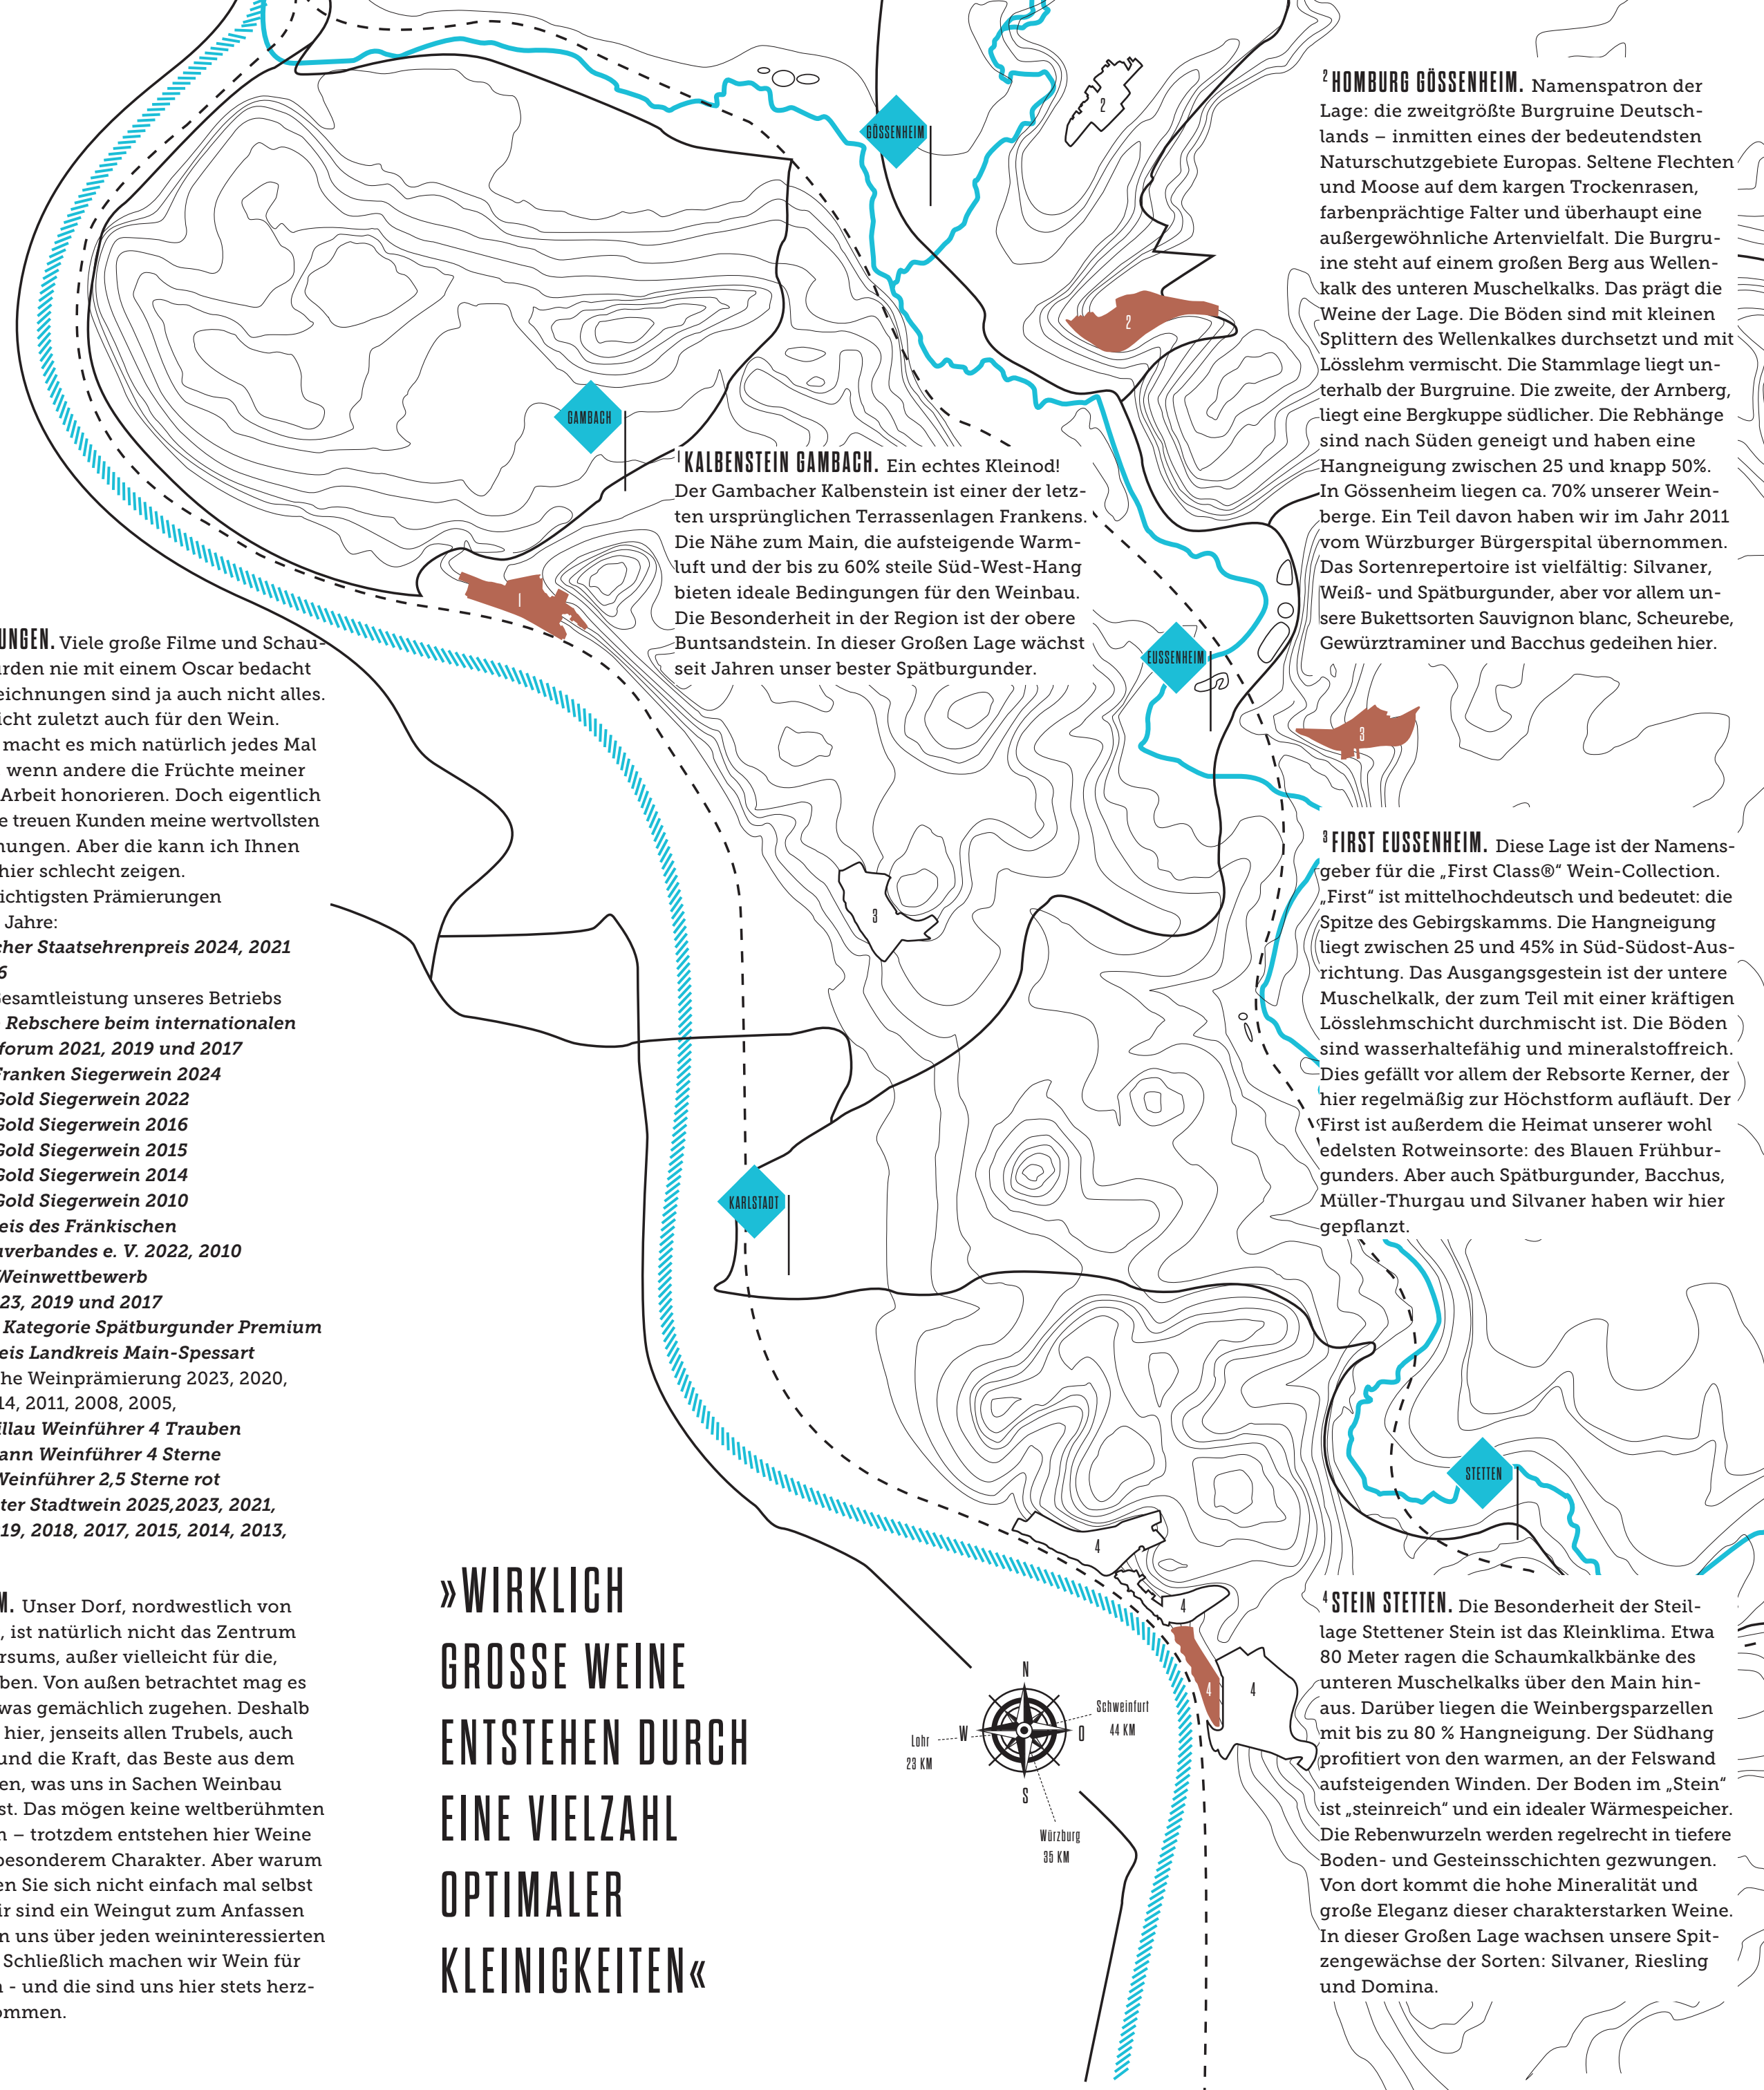 GÖSSENHEIM
2
2
GAMBACH
1
EUSSENHEIM
3
3
KARLSTADT
STETTEN
4
4
4
4
² HOMBURG GÖSSENHEIM. Namenspatron der
Lage: die zweitgrößte Burgruine Deutsch-
lands – inmitten eines der bedeutendsten
Naturschutzgebiete Europas. Seltene Flechten
und Moose auf dem kargen Trockenrasen,
farbenprächtige Falter und überhaupt eine
außergewöhnliche Artenvielfalt. Die Burgru-
ine steht auf einem großen Berg aus Wellen-
kalk des unteren Muschelkalks. Das prägt die
Weine der Lage. Die Böden sind mit kleinen
Splittern des Wellenkalkes durchsetzt und mit
Lösslehm vermischt. Die Stammlage liegt un-
terhalb der Burgruine. Die zweite, der Arnberg,
liegt eine Bergkuppe südlicher. Die Rebhänge
sind nach Süden geneigt und haben eine
Hangneigung zwischen 25 und knapp 50%.
In Gössenheim liegen ca. 70% unserer Wein-
berge. Ein Teil davon haben wir im Jahr 2011
vom Würzburger Bürgerspital übernommen.
Das Sortenrepertoire ist vielfältig: Silvaner,
Weiß- und Spätburgunder, aber vor allem un-
sere Bukettsorten Sauvignon blanc, Scheurebe,
Gewürztraminer und Bacchus gedeihen hier.
¹ KALBENSTEIN GAMBACH. Ein echtes Kleinod!
Der Gambacher Kalbenstein ist einer der letz-
ten ursprünglichen Terrassenlagen Frankens.
Die Nähe zum Main, die aufsteigende Warm-
luft und der bis zu 60% steile Süd-West-Hang
bieten ideale Bedingungen für den Weinbau.
Die Besonderheit in der Region ist der obere
Buntsandstein. In dieser Großen Lage wächst
seit Jahren unser bester Spätburgunder.
UNGEN. Viele große Filme und Schau-
urden nie mit einem Oscar bedacht
eichnungen sind ja auch nicht alles.
icht zuletzt auch für den Wein.
macht es mich natürlich jedes Mal
wenn andere die Früchte meiner
Arbeit honorieren. Doch eigentlich
e treuen Kunden meine wertvollsten
nungen. Aber die kann ich Ihnen
hier schlecht zeigen.
ichtigsten Prämierungen
Jahre:
cher Staatsehrenpreis 2024, 2021
6
Gesamtleistung unseres Betriebs
Rebschere beim internationalen
forum 2021, 2019 und 2017
Franken Siegerwein 2024
Gold Siegerwein 2022
Gold Siegerwein 2016
Gold Siegerwein 2015
Gold Siegerwein 2014
Gold Siegerwein 2010
eis des Fränkischen
uverbandes e. V. 2022, 2010
Weinwettbewerb
23, 2019 und 2017
Kategorie Spätburgunder Premium
eis Landkreis Main-Spessart
he Weinprämierung 2023, 2020,
14, 2011, 2008, 2005,
illau Weinführer 4 Trauben
ann Weinführer 4 Sterne
Weinführer 2,5 Sterne rot
ter Stadtwein 2025,2023, 2021,
19, 2018, 2017, 2015, 2014, 2013,
M. Unser Dorf, nordwestlich von
, ist natürlich nicht das Zentrum
rsums, außer vielleicht für die,
ben. Von außen betrachtet mag es
was gemächlich zugehen. Deshalb
hier, jenseits allen Trubels, auch
und die Kraft, das Beste aus dem
en, was uns in Sachen Weinbau
st. Das mögen keine weltberühmten
n – trotzdem entstehen hier Weine
besonderem Charakter. Aber warum
en Sie sich nicht einfach mal selbst
ir sind ein Weingut zum Anfassen
n uns über jeden weininteressierten
Schließlich machen wir Wein für
n - und die sind uns hier stets herz-
ommen.
»WIRKLICH
GROSSE WEINE
ENTSTEHEN DURCH
EINE VIELZAHL
OPTIMALER
KLEINIGKEITEN«
N
W
O
S
Lohr
23 KM
Schweinfurt
44 KM
Würzburg
35 KM
³ FIRST EUSSENHEIM. Diese Lage ist der Namens-
geber für die „First Class®“ Wein-Collection.
„First“ ist mittelhochdeutsch und bedeutet: die
Spitze des Gebirgskamms. Die Hangneigung
liegt zwischen 25 und 45% in Süd-Südost-Aus-
richtung. Das Ausgangsgestein ist der untere
Muschelkalk, der zum Teil mit einer kräftigen
Lösslehmschicht durchmischt ist. Die Böden
sind wasserhaltefähig und mineralstoffreich.
Dies gefällt vor allem der Rebsorte Kerner, der
hier regelmäßig zur Höchstform aufläuft. Der
First ist außerdem die Heimat unserer wohl
edelsten Rotweinsorte: des Blauen Frühbur-
gunders. Aber auch Spätburgunder, Bacchus,
Müller-Thurgau und Silvaner haben wir hier
gepflanzt.
⁴ STEIN STETTEN. Die Besonderheit der Steil-
lage Stettener Stein ist das Kleinklima. Etwa
80 Meter ragen die Schaumkalkbänke des
unteren Muschelkalks über den Main hin-
aus. Darüber liegen die Weinbergsparzellen
mit bis zu 80 % Hangneigung. Der Südhang
profitiert von den warmen, an der Felswand
aufsteigenden Winden. Der Boden im „Stein“
ist „steinreich“ und ein idealer Wärmespeicher.
Die Rebenwurzeln werden regelrecht in tiefere
Boden- und Gesteinsschichten gezwungen.
Von dort kommt die hohe Mineralität und
große Eleganz dieser charakterstarken Weine.
In dieser Großen Lage wachsen unsere Spit-
zengewächse der Sorten: Silvaner, Riesling
und Domina.